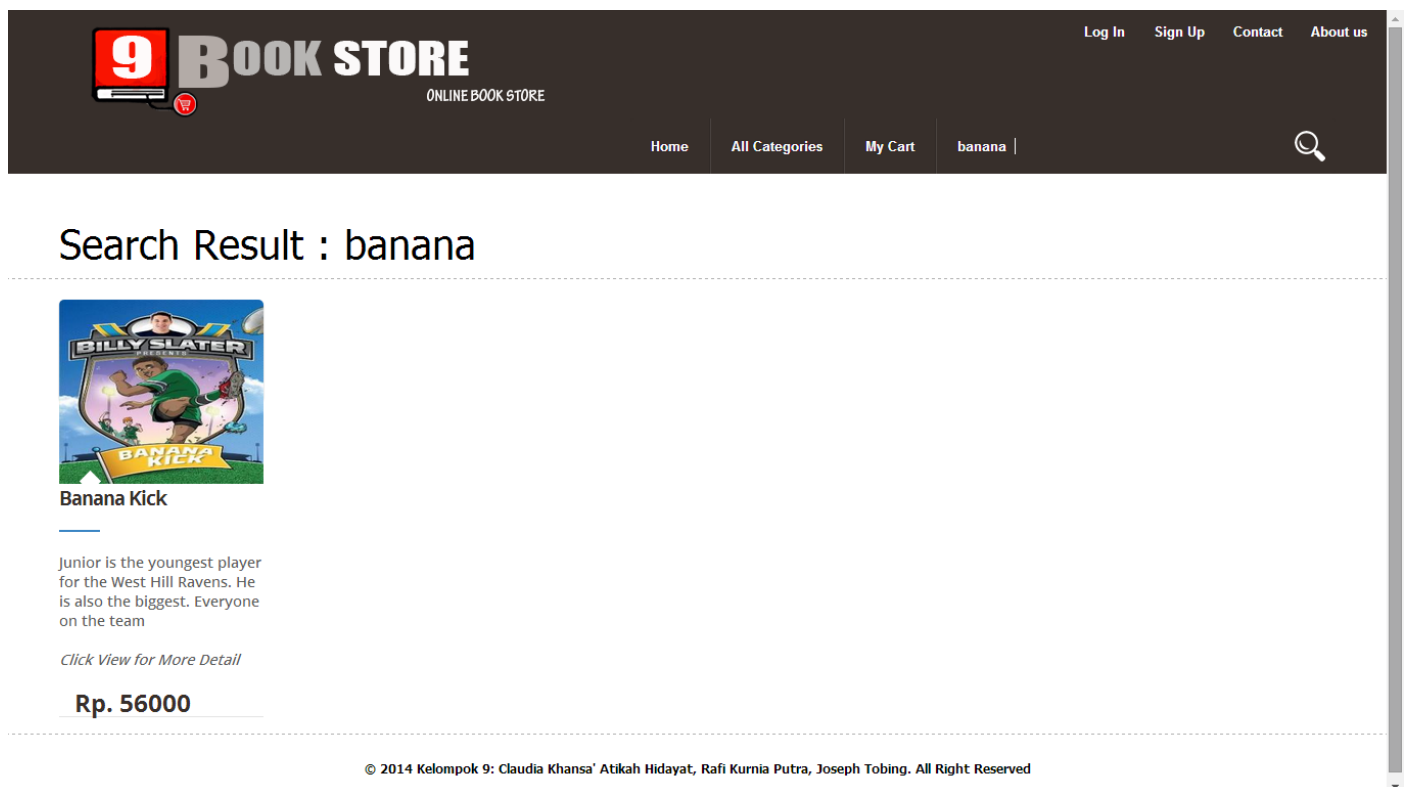 Log In Sign Up Contact About us
9 BOOK STORE
ONLINE BOOK STORE
Home All Categories My Cart banana
Search Result : banana
BILLY SLATER
PRESENTS
BANANA
KICK
Banana Kick
Junior is the youngest player
for the West Hill Ravens. He
is also the biggest. Everyone
on the team
Click View for More Detail
Rp. 56000
© 2014 Kelompok 9: Claudia Khansa' Atikah Hidayat, Rafi Kurnia Putra, Joseph Tobing. All Right Reserved